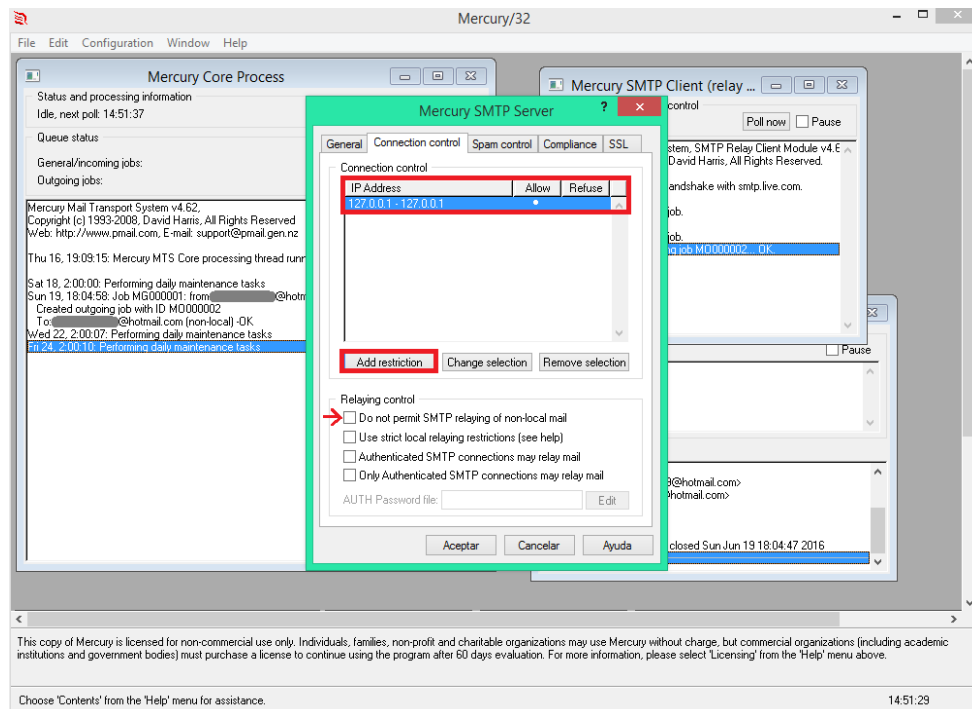 Mercury/32
File Edit Configuration Window Help
Mercury Core Process
Status and processing information
Idle, next poll: 14:51:37
Queue status
General/incoming jobs:
Outgoing jobs:
Mercury Mail Transport System v4.62,
Copyright (c) 1993-2008, David Harris, All Rights Reserved
Web: http://www.pmail.com, E-mail: support@pmail.gen.nz
Thu 16, 19:09:15: Mercury MTS Core processing thread runn
Sat 18, 2:00:00: Performing daily maintenance tasks
Sun 19, 18:04:58: Job MG000001: from @hotm
Created outgoing job with ID MO000002
To: @hotmail.com (non-local) -OK
Wed 22, 2:00:07: Performing daily maintenance tasks
Fri 24, 2:00:10: Performing daily maintenance tasks
Mercury SMTP Server
General Connection control Spam control Compliance SSL
Connection control
IP Address Allow Refuse
127.0.0.1 - 127.0.0.1
Add restriction Change selection Remove selection
Relaying control
Do not permit SMTP relaying of non-local mail
Use strict local relaying restrictions (see help)
Authenticated SMTP connections may relay mail
Only Authenticated SMTP connections may relay mail
AUTH Password file: Edit
Aceptar Cancelar Ayuda
Mercury SMTP Client (relay ...
control
Poll now Pause
stem, SMTP Relay Client Module v4.6
David Harris, All Rights Reserved.
andshake with smtp.live.com.
job.
job.
ng job MO000002... OK.
Pause
@hotmail.com>
hotmail.com>
closed Sun Jun 19 18:04:47 2016
This copy of Mercury is licensed for non-commercial use only. Individuals, families, non-profit and charitable organizations may use Mercury without charge, but commercial organizations (including academic
institutions and government bodies) must purchase a license to continue using the program after 60 days evaluation. For more information, please select 'Licensing' from the 'Help' menu above.
Choose 'Contents' from the 'Help' menu for assistance. 14:51:29